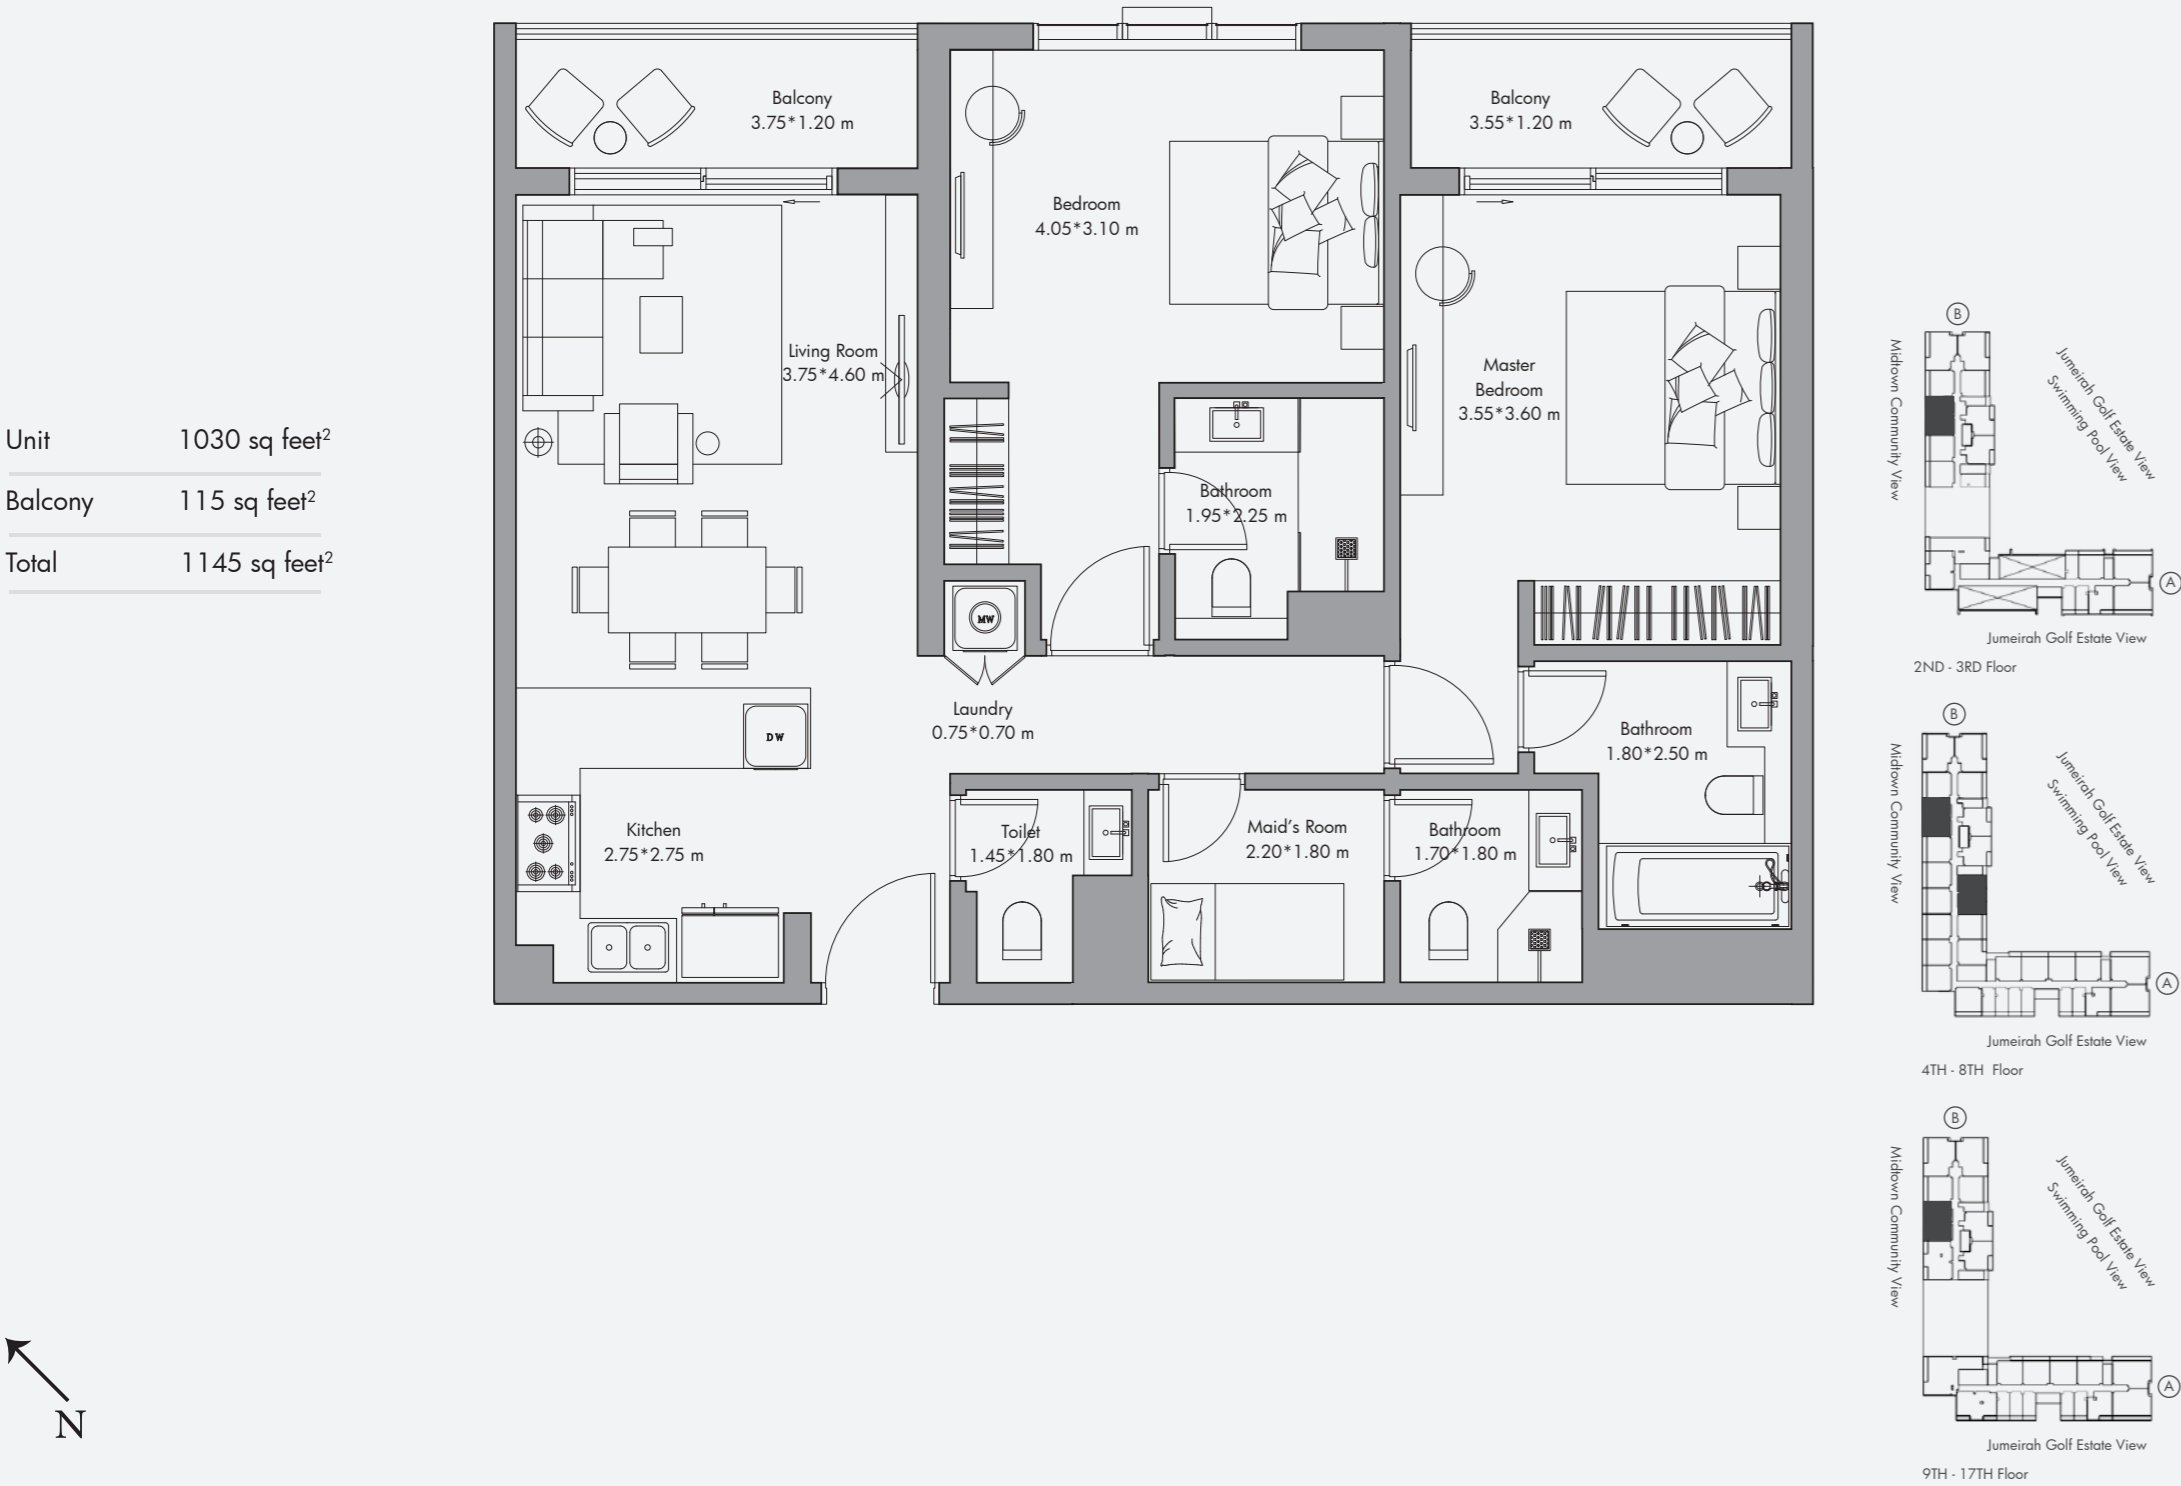 Unit 1030 sq feet²
Balcony 115 sq feet²
Total 1145 sq feet²
Balcony
3.75*1.20 m
Bedroom
4.05*3.10 m
Balcony
3.55*1.20 m
Living Room
3.75*4.60 m
Master
Bedroom
3.55*3.60 m
Bathroom
1.95*2.25 m
MW
Laundry
0.75*0.70 m
DW
Bathroom
1.80*2.50 m
Kitchen
2.75*2.75 m
Toilet
1.45*1.80 m
Maid's Room
2.20*1.80 m
Bathroom
1.70*1.80 m
B
Midtown Community View
Jumeirah Golf Estate View
Swimming Pool View
A
Jumeirah Golf Estate View
2ND - 3RD Floor
B
Midtown Community View
Jumeirah Golf Estate View
Swimming Pool View
A
Jumeirah Golf Estate View
4TH - 8TH Floor
B
Midtown Community View
Jumeirah Golf Estate View
Swimming Pool View
A
Jumeirah Golf Estate View
9TH - 17TH Floor
N